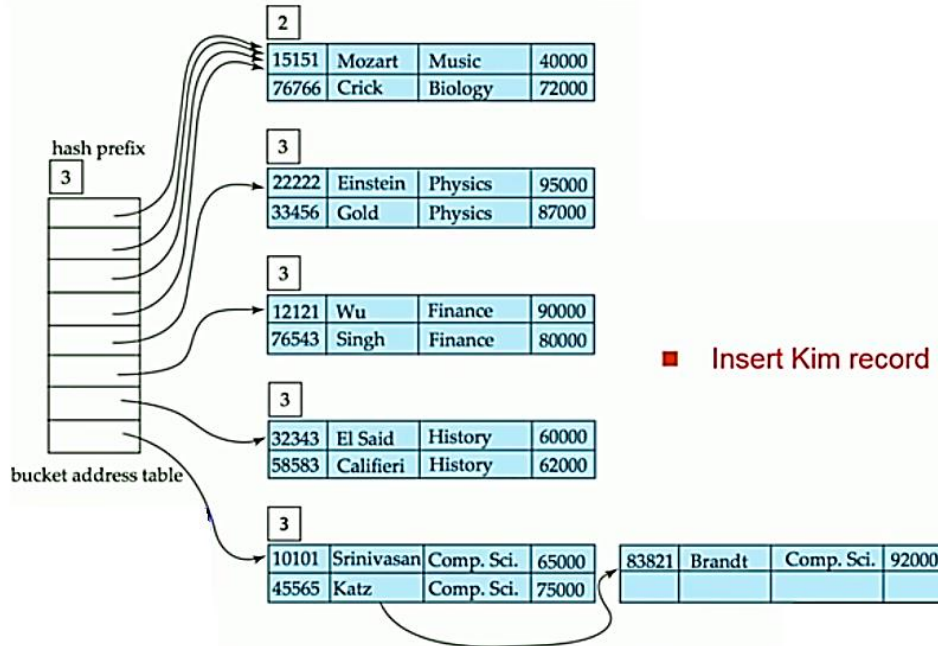 2
15151 Mozart Music 40000
76766 Crick Biology 72000
hash prefix
3
3
22222 Einstein Physics 95000
33456 Gold Physics 87000
3
12121 Wu Finance 90000
76543 Singh Finance 80000
■ Insert Kim record
3
32343 El Said History 60000
58583 Califieri History 62000
bucket address table
3
10101 Srinivasan Comp. Sci. 65000
45565 Katz Comp. Sci. 75000
83821 Brandt Comp. Sci. 92000